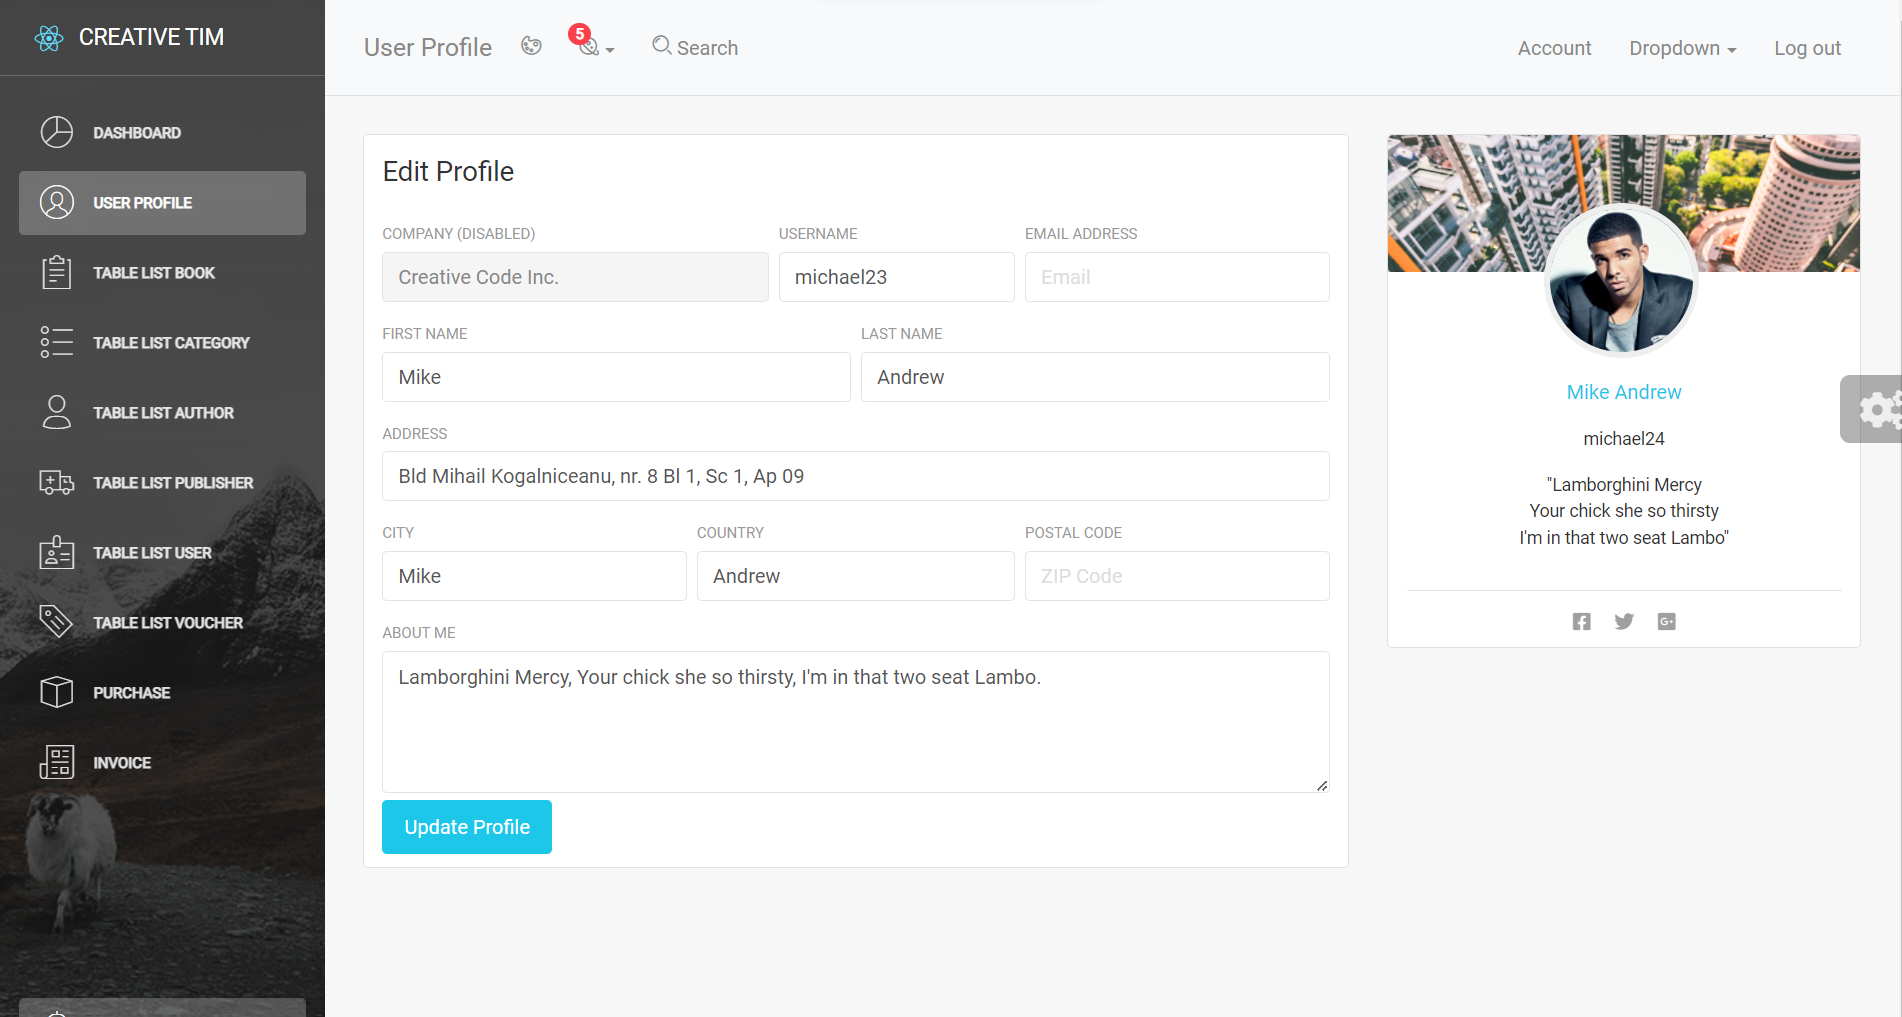 CREATIVE TIM
DASHBOARD
USER PROFILE
TABLE LIST BOOK
TABLE LIST CATEGORY
TABLE LIST AUTHOR
TABLE LIST PUBLISHER
TABLE LIST USER
TABLE LIST VOUCHER
PURCHASE
INVOICE
User Profile 5 Search Account Dropdown Log out
Edit Profile
COMPANY (DISABLED) USERNAME EMAIL ADDRESS
Creative Code Inc. michael23 Email
FIRST NAME LAST NAME
Mike Andrew
ADDRESS
Bld Mihail Kogalniceanu, nr. 8 Bl 1, Sc 1, Ap 09
CITY COUNTRY POSTAL CODE
Mike Andrew ZIP Code
ABOUT ME
Lamborghini Mercy, Your chick she so thirsty, I'm in that two seat Lambo.
Update Profile
Mike Andrew
michael24
"Lamborghini Mercy
Your chick she so thirsty
I'm in that two seat Lambo"
G+